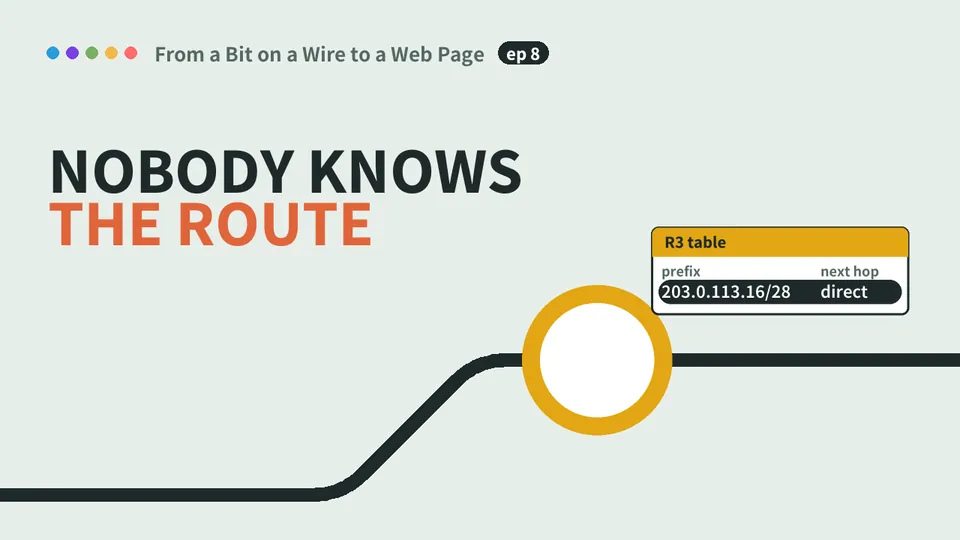 From a Bit on a Wire to a Web Page ep 8
NOBODY KNOWS
THE ROUTE
R3 table
prefix next hop
203.0.113.16/28 direct